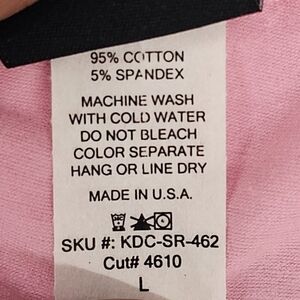 95% COTTON
5% SPANDEX
MACHINE WASH
WITH COLD WATER
DO NOT BLEACH
COLOR SEPARATE
HANG OR LINE DRY
MADE IN U.S.A.
SKU #: KDC-SR-462
Cut# 4610
L